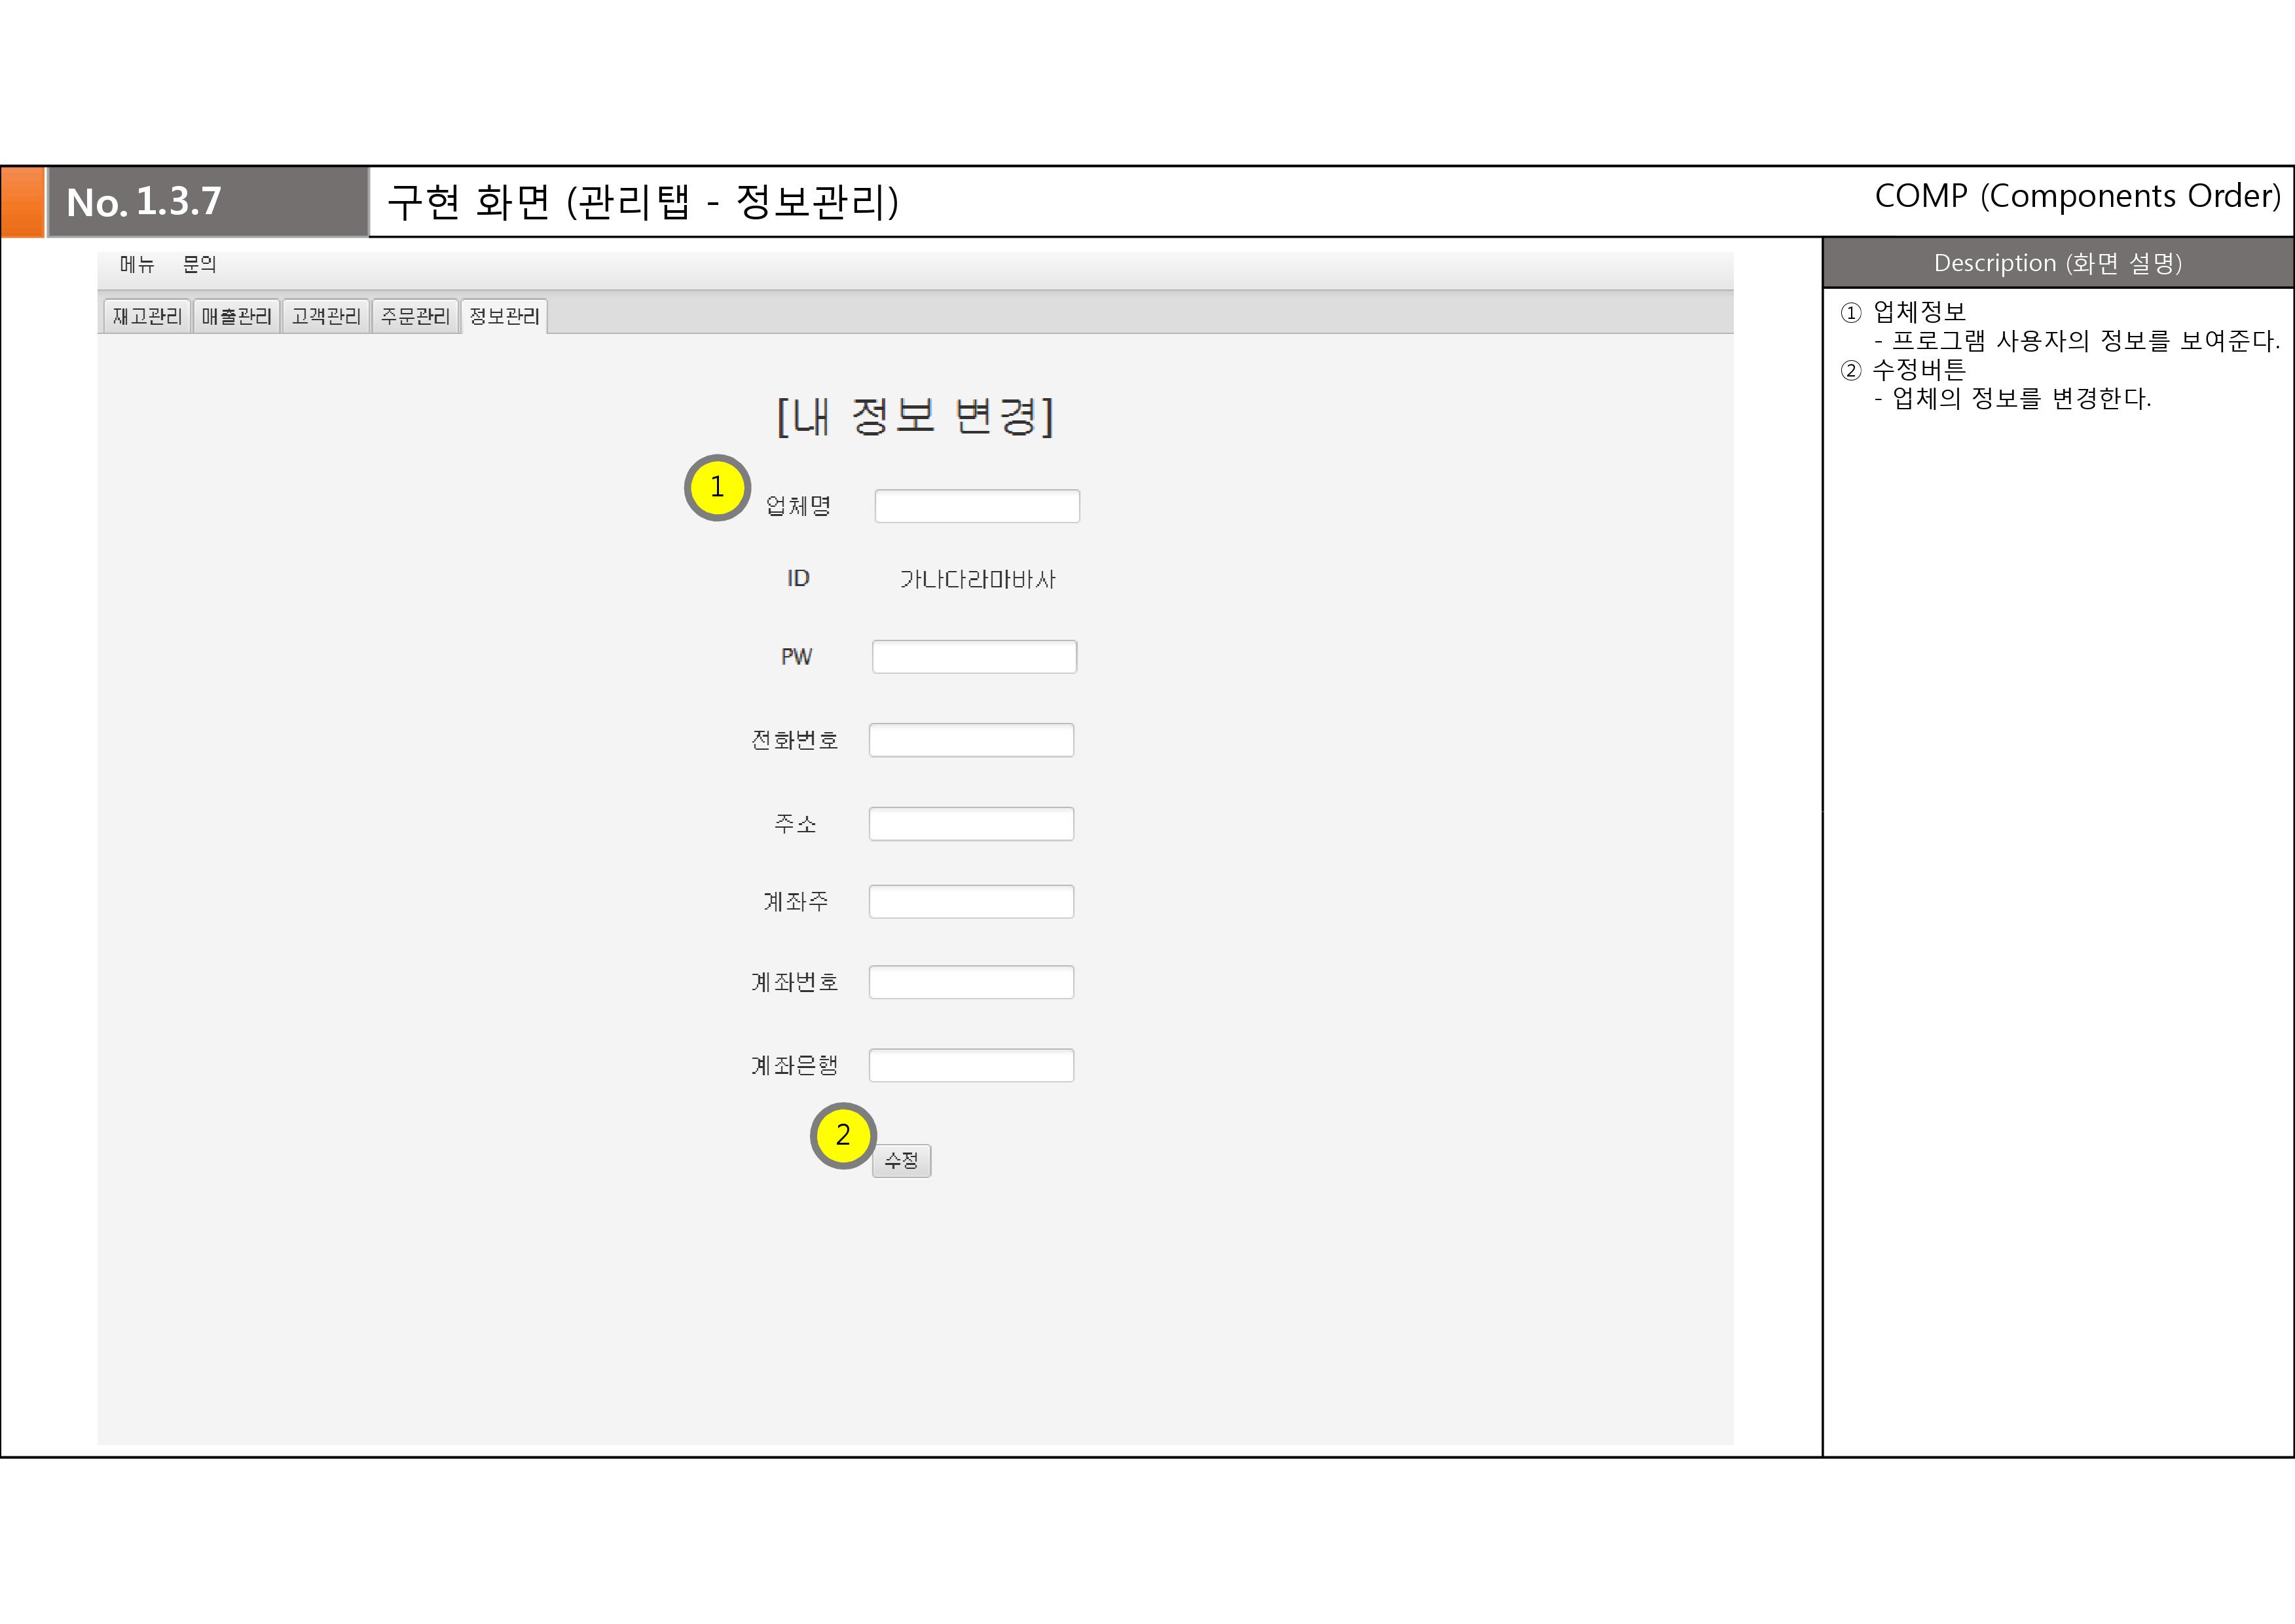 No. 1.3.7
구현 화면 (관리탭 - 정보관리)
COMP (Components Order)
메뉴 문의
재고관리 매출관리 고객관리 주문관리 정보관리
[내 정보 변경]
1
업체명
ID 가나다라마바사
PW
전화번호
주소
계좌주
계좌번호
계좌은행
2
수정
Description (화면 설명)
① 업체정보
- 프로그램 사용자의 정보를 보여준다.
② 수정버튼
- 업체의 정보를 변경한다.